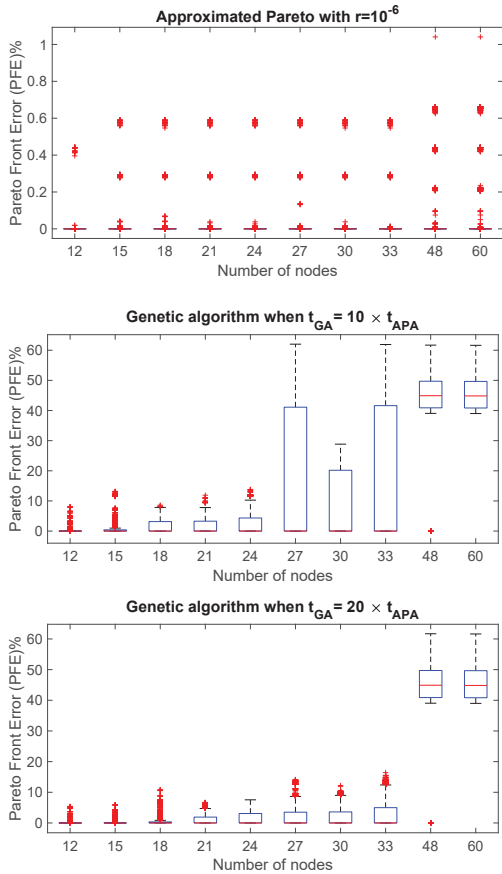 Approximated Pareto with r=10^-6
Pareto Front Error (PFE)%
1
0.8
0.6
0.4
0.2
0
12 15 18 21 24 27 30 33 48 60
Number of nodes
Genetic algorithm when t_GA = 10 × t_APA
Pareto Front Error (PFE)%
60
50
40
30
20
10
0
12 15 18 21 24 27 30 33 48 60
Number of nodes
Genetic algorithm when t_GA = 20 × t_APA
Pareto Front Error (PFE)%
60
50
40
30
20
10
0
12 15 18 21 24 27 30 33 48 60
Number of nodes